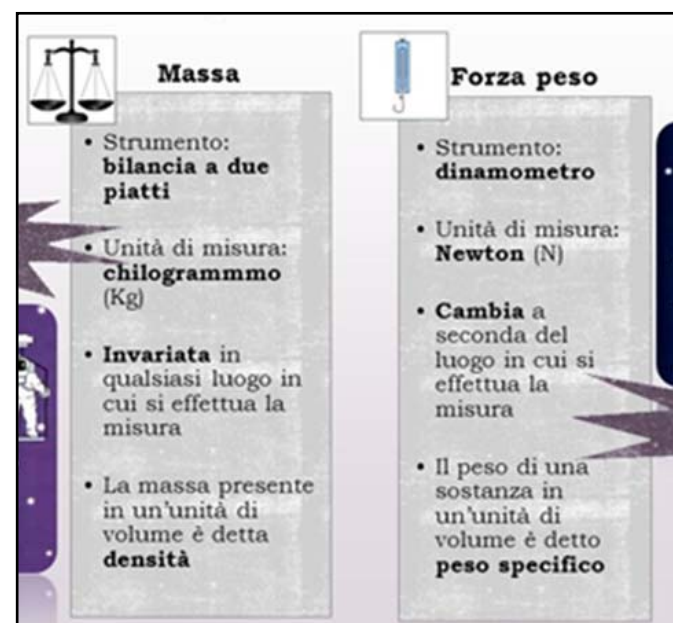 Massa
• Strumento:
bilancia a due
piatti
• Unità di misura:
chilogrammmo
(Kg)
• Invariata in
qualsiasi luogo in
cui si effettua la
misura
• La massa presente
in un'unità di
volume è detta
densità
Forza peso
• Strumento:
dinamometro
• Unità di misura:
Newton (N)
• Cambia a
seconda del
luogo in cui si
effettua la
misura
• Il peso di una
sostanza in
un'unità di
volume è detto
peso specifico